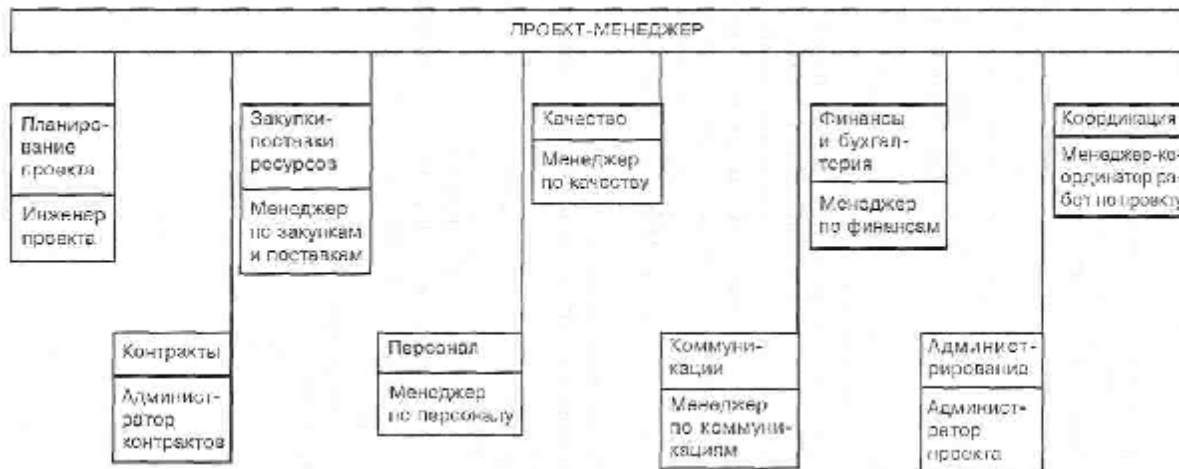 ПРОЕКТ-МЕНЕДЖЕР
Планиро-
вание
проекта
Инженер
проекта
Закупки-
поставки
ресурсов
Менеджер
по закупкам
и поставкам
Качество
Менеджер
по качеству
Финансы
и бухгал-
терия
Менеджер
по финансам
Координация
Менеджер-ко-
ординатор ра-
бот по проекту
Контракты
Админист-
ратор
контрактов
Персонал
Менеджер
по персоналу
Коммуни-
кации
Менеджер
по коммуни-
кациям
Админист-
рирование
Админист-
ратор
проекта